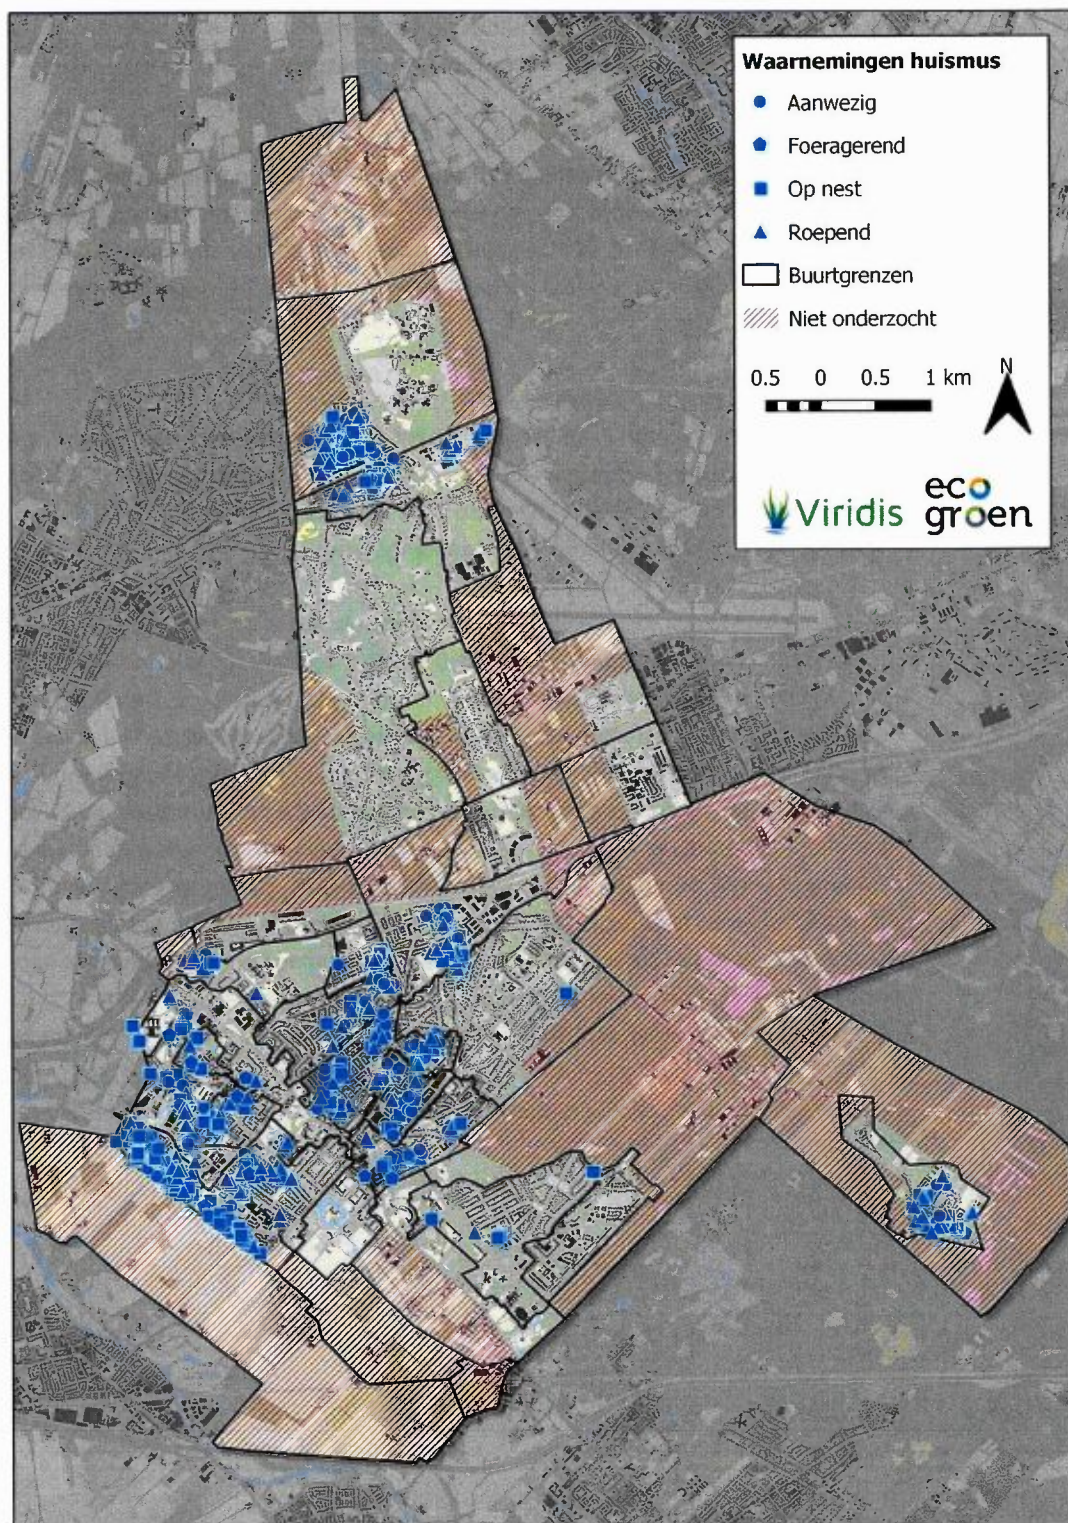 Waarnemingen huismus
Aanwezig
Foeragerend
Op nest
Roepend
Buurtgrenzen
Niet onderzocht
0.5 0 0.5 1 km
N
Viridis
eco
groen